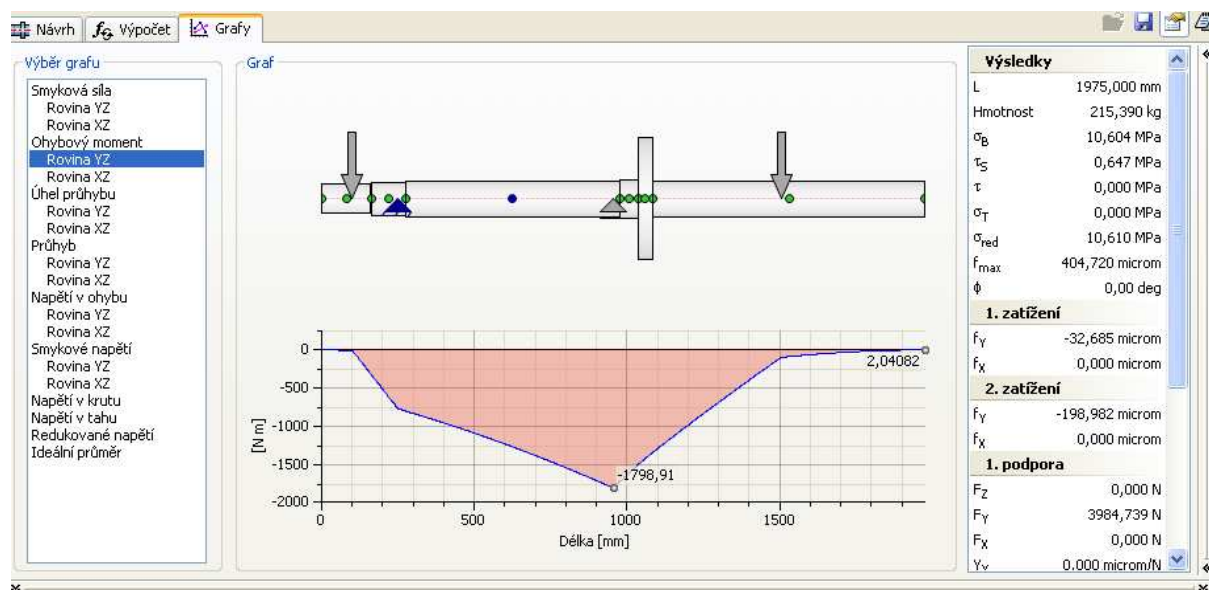 Návrh
Výpočet
Grafy
Výběr grafu
Smyková síla
Rovina YZ
Rovina XZ
Ohybový moment
Rovina YZ
Rovina XZ
Úhel průhybu
Rovina YZ
Rovina XZ
Průhyb
Rovina YZ
Rovina XZ
Napětí v ohybu
Rovina YZ
Rovina XZ
Smykové napětí
Rovina YZ
Rovina XZ
Napětí v krutu
Napětí v tahu
Redukované napětí
Ideální průměr
Graf
0
-500
-1000
-1500
-2000
[N m]
2,04082
-1798,91
0
500
1000
1500
Délka [mm]
Výsledky
L 1975,000 mm
Hmotnost 215,390 kg
σB 10,604 MPa
τS 0,647 MPa
τ 0,000 MPa
σT 0,000 MPa
σred 10,610 MPa
fmax 404,720 microm
ϕ 0,00 deg
1. zatížení
fY -32,685 microm
fX 0,000 microm
2. zatížení
fY -198,982 microm
fX 0,000 microm
1. podpora
FZ 0,000 N
FY 3984,739 N
FX 0,000 N
0.000 microm/N